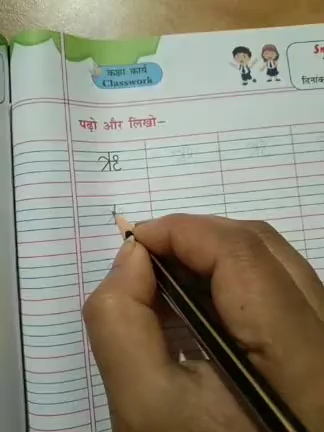 कक्षा कार्य
Classwork
दिनांक
पढ़ो और लिखो–
ऋ ऋ ऋ